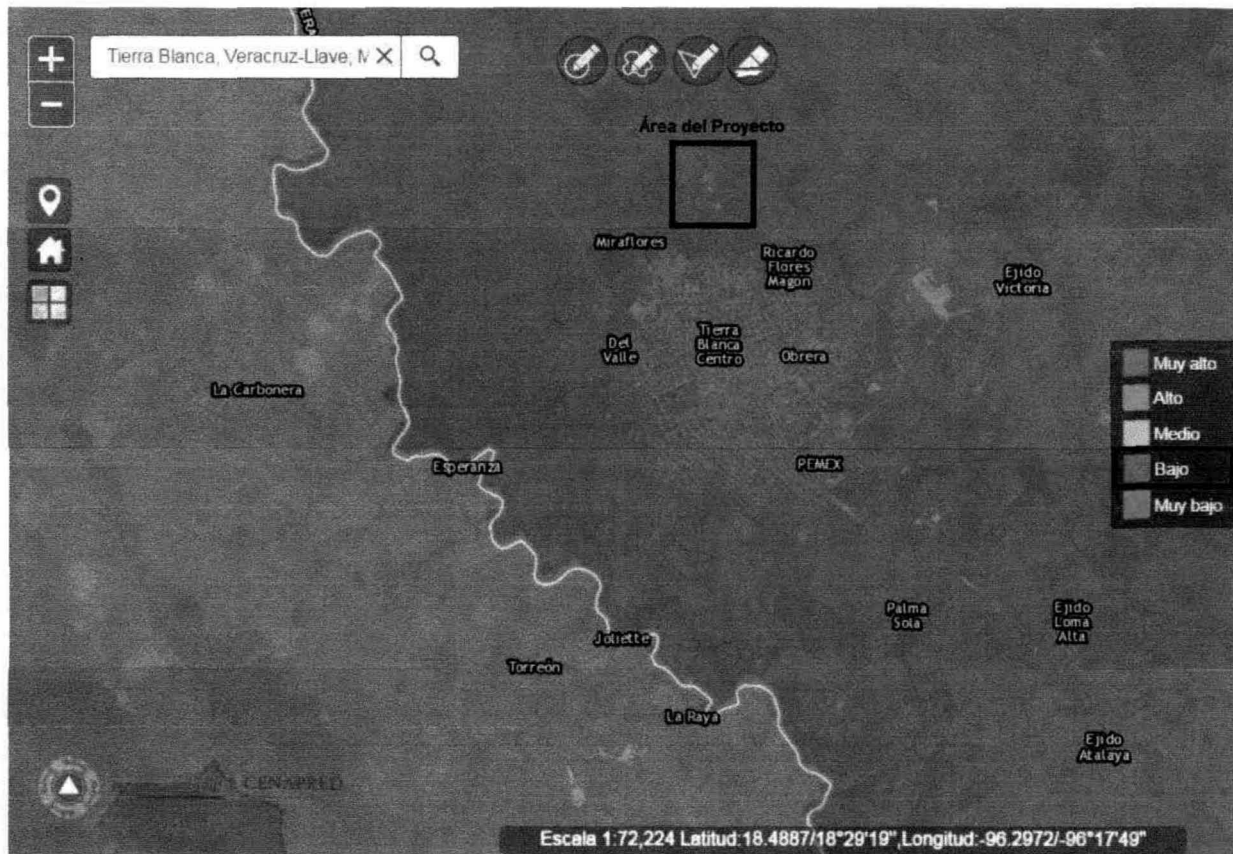 Tierra Blanca, Veracruz-Llave, M
Área del Proyecto
Miraflores
Ricardo
Flores
Magon
Ejido
Victoria
Del
Valle
Tierra
Blanca
Centro
Obrera
La Carbonera
Muy alto
Alto
Medio
Bajo
Muy bajo
Esperanza
PEMEX
Palma
Sola
Ejido
Loma
Alta
Joliette
Torreón
La Raya
Ejido
Atalaya
CENAPRED
Escala 1:72,224 Latitud:18.4887/18°29'19",Longitud:-96.2972/-96°17'49"